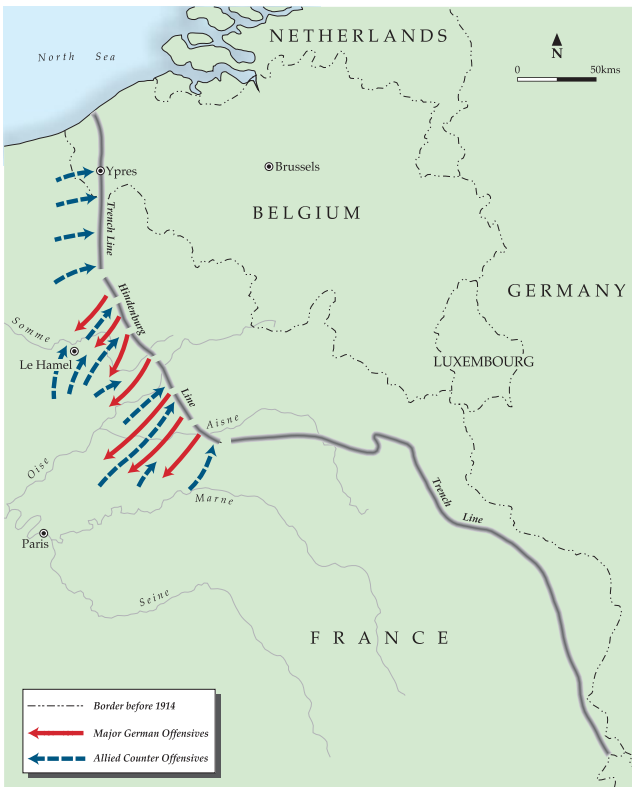 NETHERLANDS
North Sea
N
0 50kms
Ypres
Brussels
BELGIUM
Trench Line
GERMANY
Hindenburg
Somme
Le Hamel
LUXEMBOURG
Line
Aisne
Oise
Marne
Trench
Line
Paris
Seine
FRANCE
Border before 1914
Major German Offensives
Allied Counter Offensives